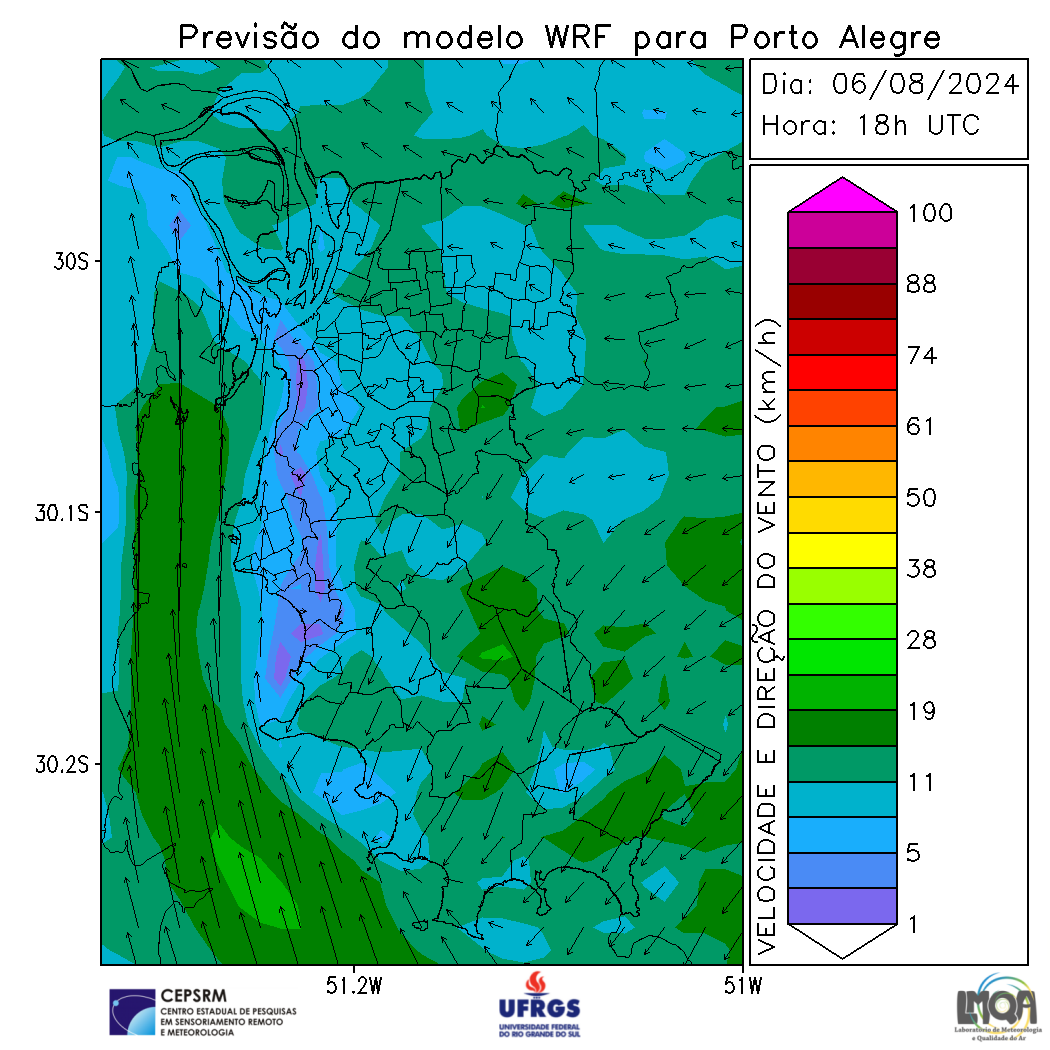 Previsão do modelo WRF para Porto Alegre
Dia: 06/08/2024
Hora: 18h UTC
30S
30.1S
30.2S
51.2W
51W
VELOCIDADE E DIREÇÃO DO VENTO (km/h)
100
88
74
61
50
38
28
19
11
5
1
CEPSRM
CENTRO ESTADUAL DE PESQUISAS
EM SENSORIAMENTO REMOTO
E METEOROLOGIA
UFRGS
UNIVERSIDADE FEDERAL
DO RIO GRANDE DO SUL
LMQA
Laboratório de Meteorologia
e Qualidade do Ar